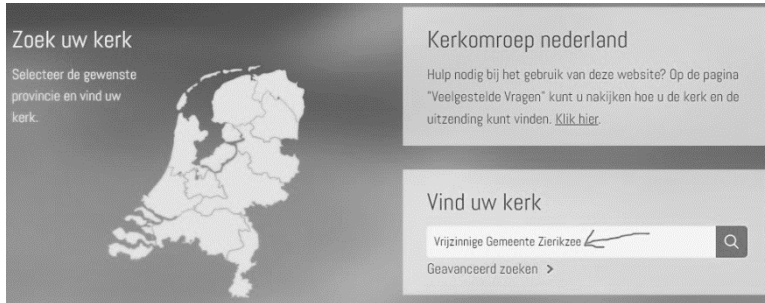 Zoek uw kerk
Selecteer de gewenste
provincie en vind uw
kerk.
Kerkomroep nederland
Hulp nodig bij het gebruik van deze website? Op de pagina
"Veelgestelde Vragen" kunt u nakijken hoe u de kerk en de
uitzending kunt vinden. Klik hier.
Vind uw kerk
Vrijzinnige Gemeente Zierikzee
Geavanceerd zoeken >